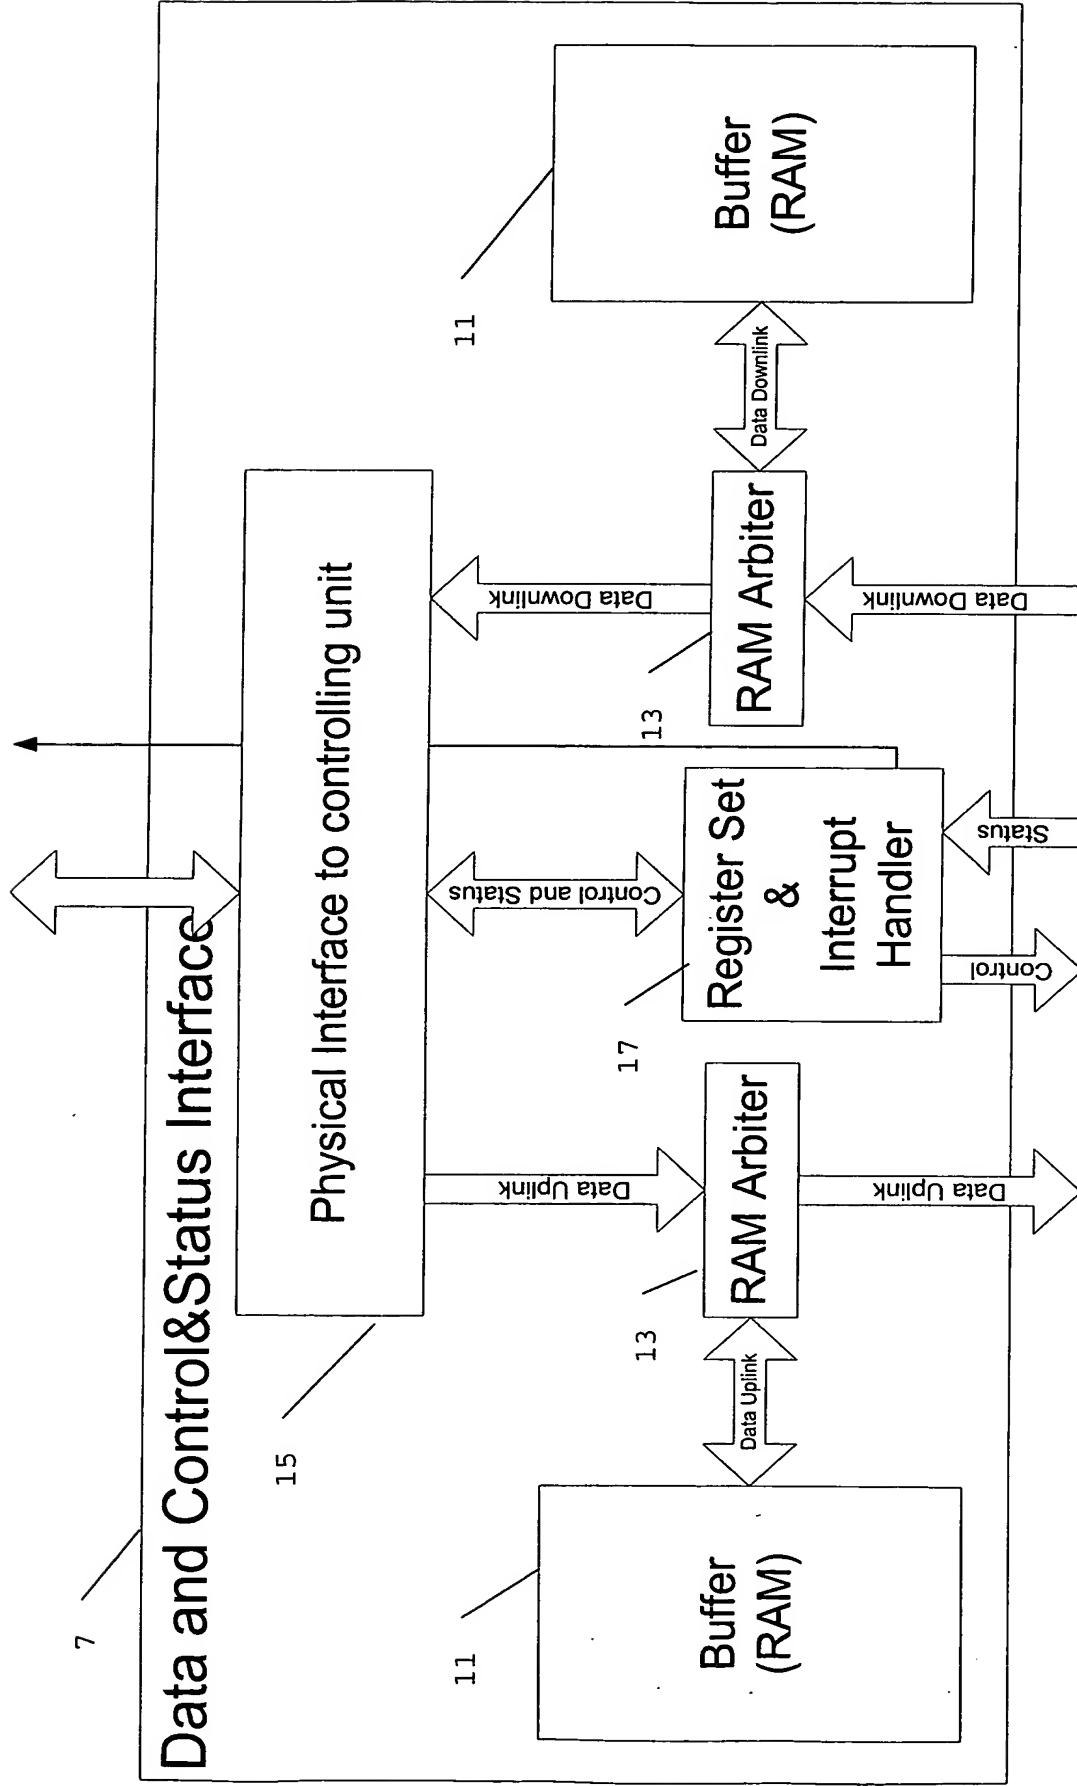 7
Data and Control&Status Interface
15
Physical Interface to controlling unit
Data Uplink
Control and Status
Data Downlink
11
Buffer
(RAM)
Data Uplink
13
RAM Arbiter
17
Register Set
&
Interrupt
Handler
13
RAM Arbiter
Data Downlink
11
Buffer
(RAM)
Data Uplink
Control
Status
Data Downlink